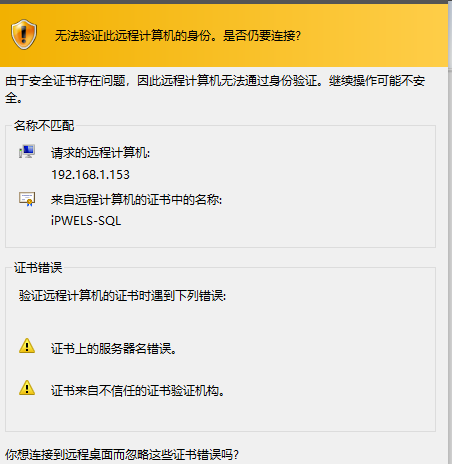 无法验证此远程计算机的身份。是否仍要连接?
由于安全证书存在问题，因此远程计算机无法通过身份验证。继续操作可能不安
全。
名称不匹配
请求的远程计算机:
192.168.1.153
来自远程计算机的证书中的名称:
iPWELS-SQL
证书错误
验证远程计算机的证书时遇到下列错误:
证书上的服务器名错误。
证书来自不信任的证书验证机构。
你想连接到远程桌面而忽略这些证书错误吗?